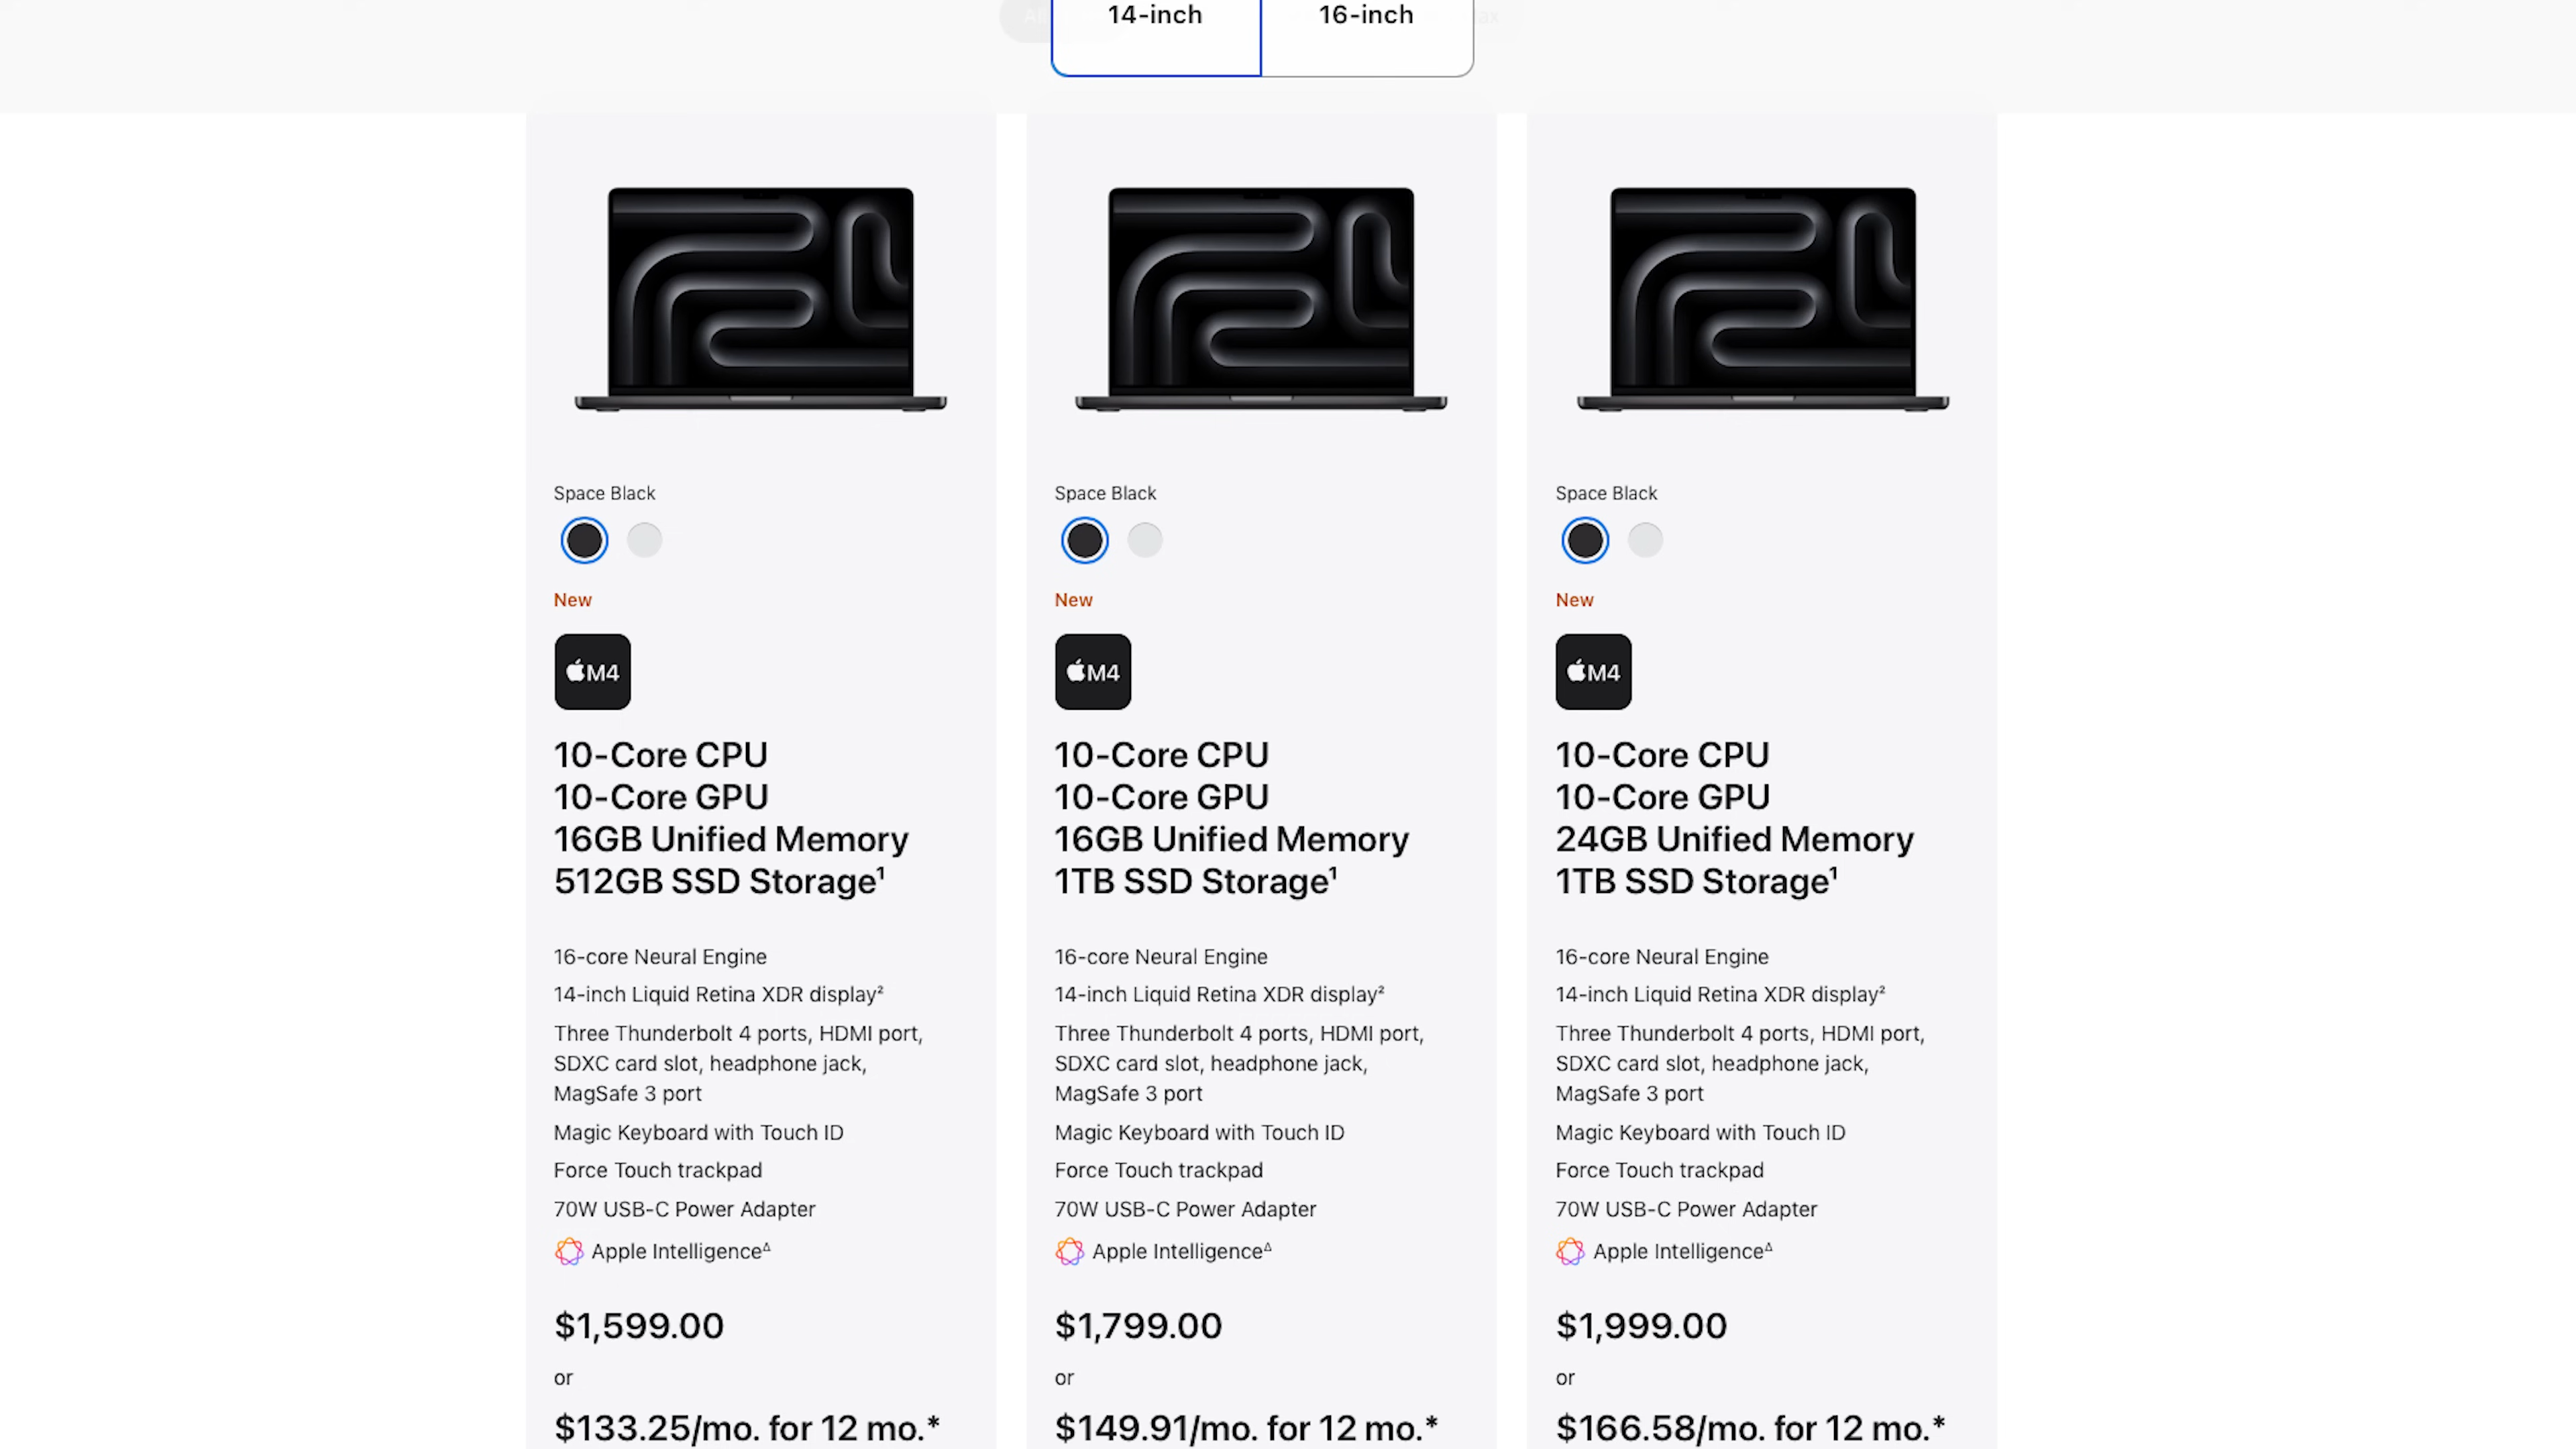 14-inch
16-inch
Space Black
New
M4
10-Core CPU
10-Core GPU
16GB Unified Memory
512GB SSD Storage¹
16-core Neural Engine
14-inch Liquid Retina XDR display²
Three Thunderbolt 4 ports, HDMI port,
SDXC card slot, headphone jack,
MagSafe 3 port
Magic Keyboard with Touch ID
Force Touch trackpad
70W USB-C Power Adapter
Apple Intelligence∆
$1,599.00
or
$133.25/mo. for 12 mo.*
Space Black
New
M4
10-Core CPU
10-Core GPU
16GB Unified Memory
1TB SSD Storage¹
16-core Neural Engine
14-inch Liquid Retina XDR display²
Three Thunderbolt 4 ports, HDMI port,
SDXC card slot, headphone jack,
MagSafe 3 port
Magic Keyboard with Touch ID
Force Touch trackpad
70W USB-C Power Adapter
Apple Intelligence∆
$1,799.00
or
$149.91/mo. for 12 mo.*
Space Black
New
M4
10-Core CPU
10-Core GPU
24GB Unified Memory
1TB SSD Storage¹
16-core Neural Engine
14-inch Liquid Retina XDR display²
Three Thunderbolt 4 ports, HDMI port,
SDXC card slot, headphone jack,
MagSafe 3 port
Magic Keyboard with Touch ID
Force Touch trackpad
70W USB-C Power Adapter
Apple Intelligence∆
$1,999.00
or
$166.58/mo. for 12 mo.*